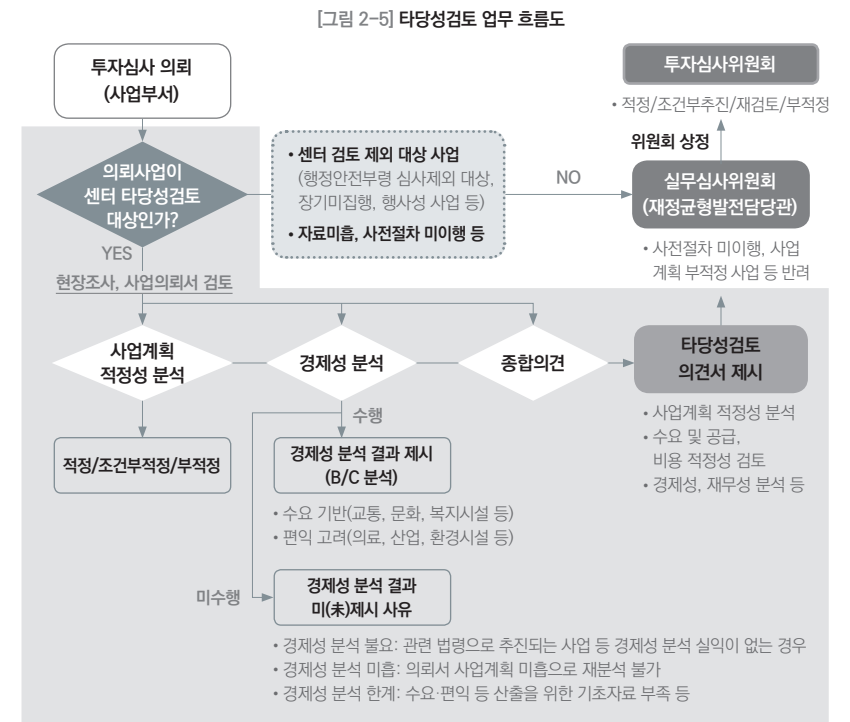 [그림 2-5] 타당성검토 업무 흐름도
투자심사 의뢰
(사업부서)
투자심사위원회
• 적정/조건부추진/재검토/부적정
위원회 상정
의뢰사업이
센터 타당성검토
대상인가?
• 센터 검토 제외 대상 사업
(행정안전부령 심사제외 대상,
장기미집행, 행사성 사업 등)
• 자료미흡, 사전절차 미이행 등
NO
실무심사위원회
(재정균형발전담당관)
• 사전절차 미이행, 사업
계획 부적정 사업 등 반려
YES
현장조사, 사업의뢰서 검토
사업계획
적정성 분석
경제성 분석
종합의견
타당성검토
의견서 제시
• 사업계획 적정성 분석
• 수요 및 공급,
비용 적정성 검토
• 경제성, 재무성 분석 등
적정/조건부적정/부적정
수행
경제성 분석 결과 제시
(B/C 분석)
• 수요 기반(교통, 문화, 복지시설 등)
• 편익 고려(의료, 산업, 환경시설 등)
미수행
경제성 분석 결과
미(未)제시 사유
• 경제성 분석 불요: 관련 법령으로 추진되는 사업 등 경제성 분석 실익이 없는 경우
• 경제성 분석 미흡: 의뢰서 사업계획 미흡으로 재분석 불가
• 경제성 분석 한계: 수요·편익 등 산출을 위한 기초자료 부족 등